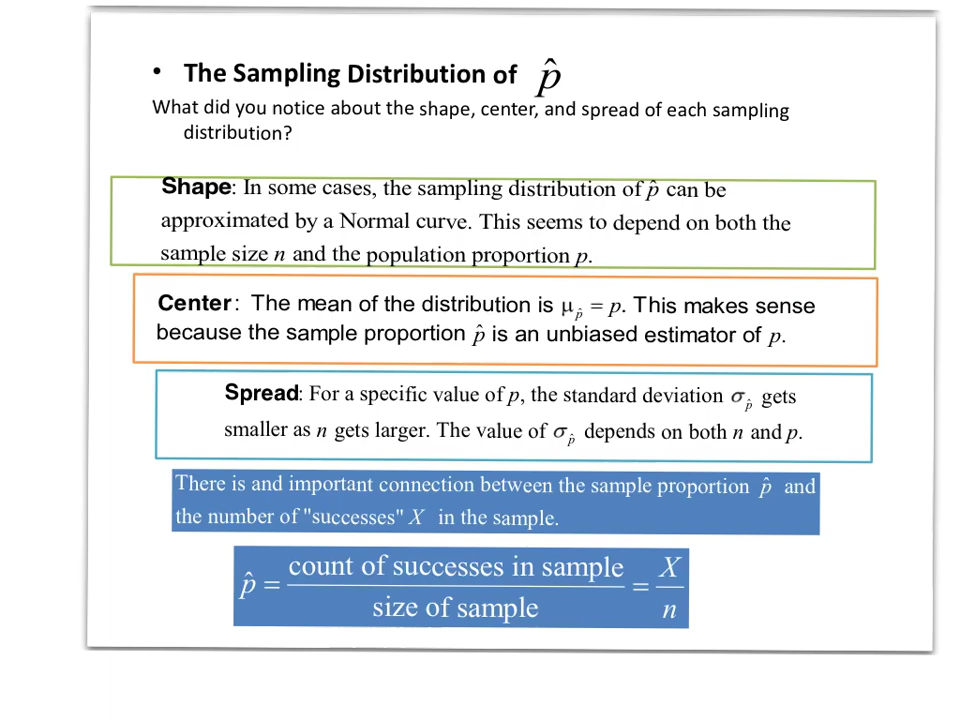 • The Sampling Distribution of p̂
What did you notice about the shape, center, and spread of each sampling
distribution?
Shape: In some cases, the sampling distribution of p̂ can be
approximated by a Normal curve. This seems to depend on both the
sample size n and the population proportion p.
Center: The mean of the distribution is μ_p̂ = p. This makes sense
because the sample proportion p̂ is an unbiased estimator of p.
Spread: For a specific value of p, the standard deviation σ_p̂ gets
smaller as n gets larger. The value of σ_p̂ depends on both n and p.
There is and important connection between the sample proportion p̂ and
the number of "successes" X in the sample.
p̂ = count of successes in sample / size of sample = X / n